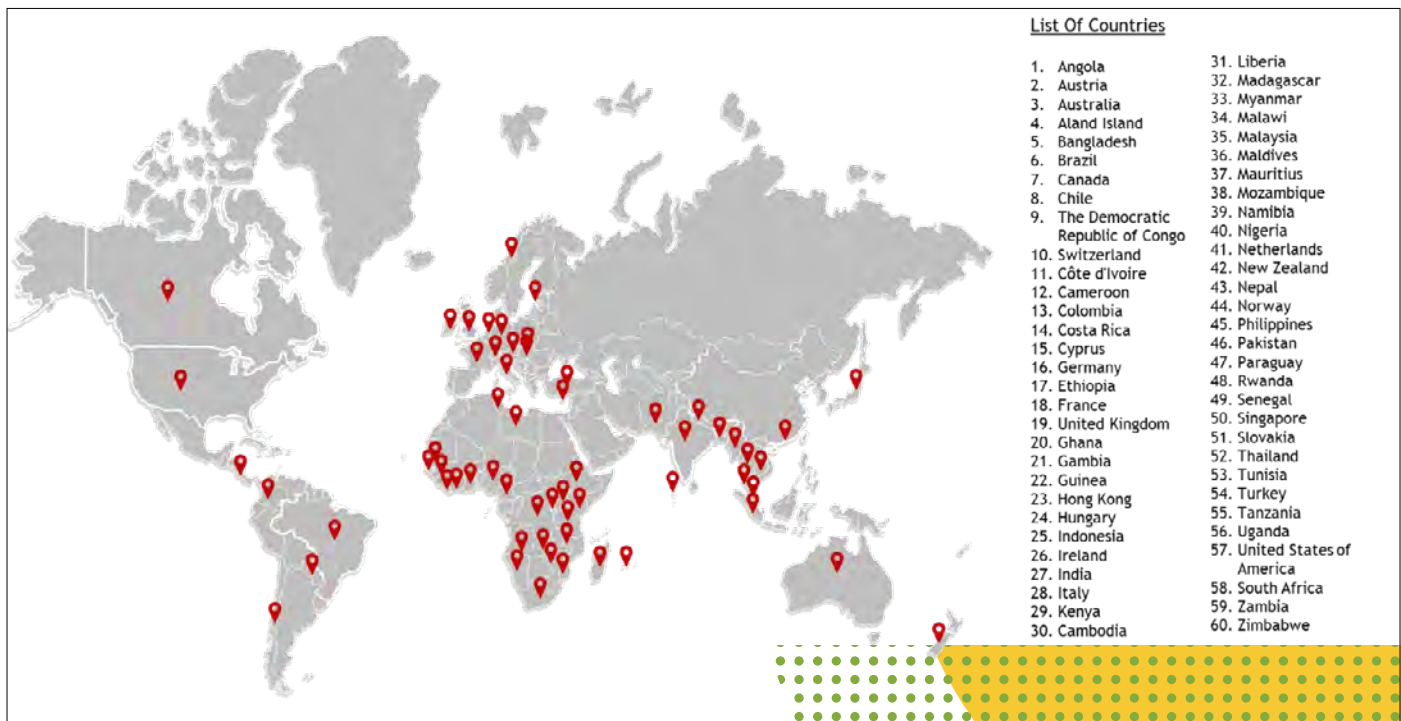 List Of Countries
1. Angola
2. Austria
3. Australia
4. Aland Island
5. Bangladesh
6. Brazil
7. Canada
8. Chile
9. The Democratic
Republic of Congo
10. Switzerland
11. Côte d'Ivoire
12. Cameroon
13. Colombia
14. Costa Rica
15. Cyprus
16. Germany
17. Ethiopia
18. France
19. United Kingdom
20. Ghana
21. Gambia
22. Guinea
23. Hong Kong
24. Hungary
25. Indonesia
26. Ireland
27. India
28. Italy
29. Kenya
30. Cambodia
31. Liberia
32. Madagascar
33. Myanmar
34. Malawi
35. Malaysia
36. Maldives
37. Mauritius
38. Mozambique
39. Namibia
40. Nigeria
41. Netherlands
42. New Zealand
43. Nepal
44. Norway
45. Philippines
46. Pakistan
47. Paraguay
48. Rwanda
49. Senegal
50. Singapore
51. Slovakia
52. Thailand
53. Tunisia
54. Turkey
55. Tanzania
56. Uganda
57. United States of
America
58. South Africa
59. Zambia
60. Zimbabwe